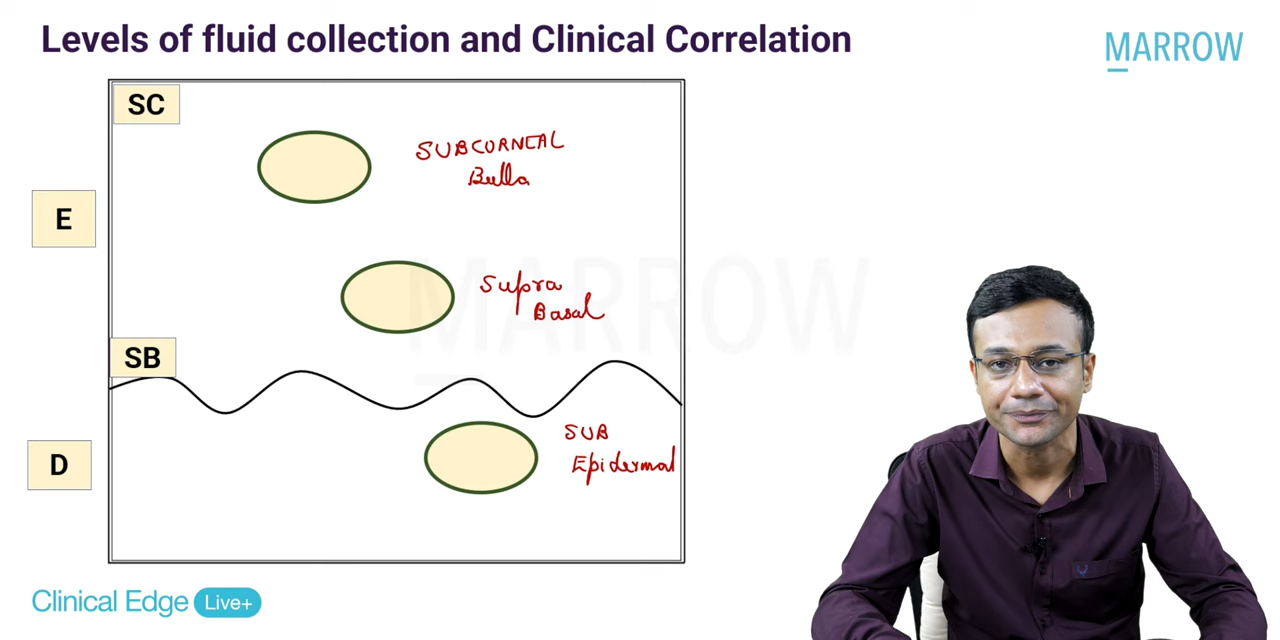 Levels of fluid collection and Clinical Correlation
MARROW
SC
SUBCORNEAL
Bulla
E
Supra
Basal
MARROW
SB
SUB
Epidermal
D
Clinical Edge Live+